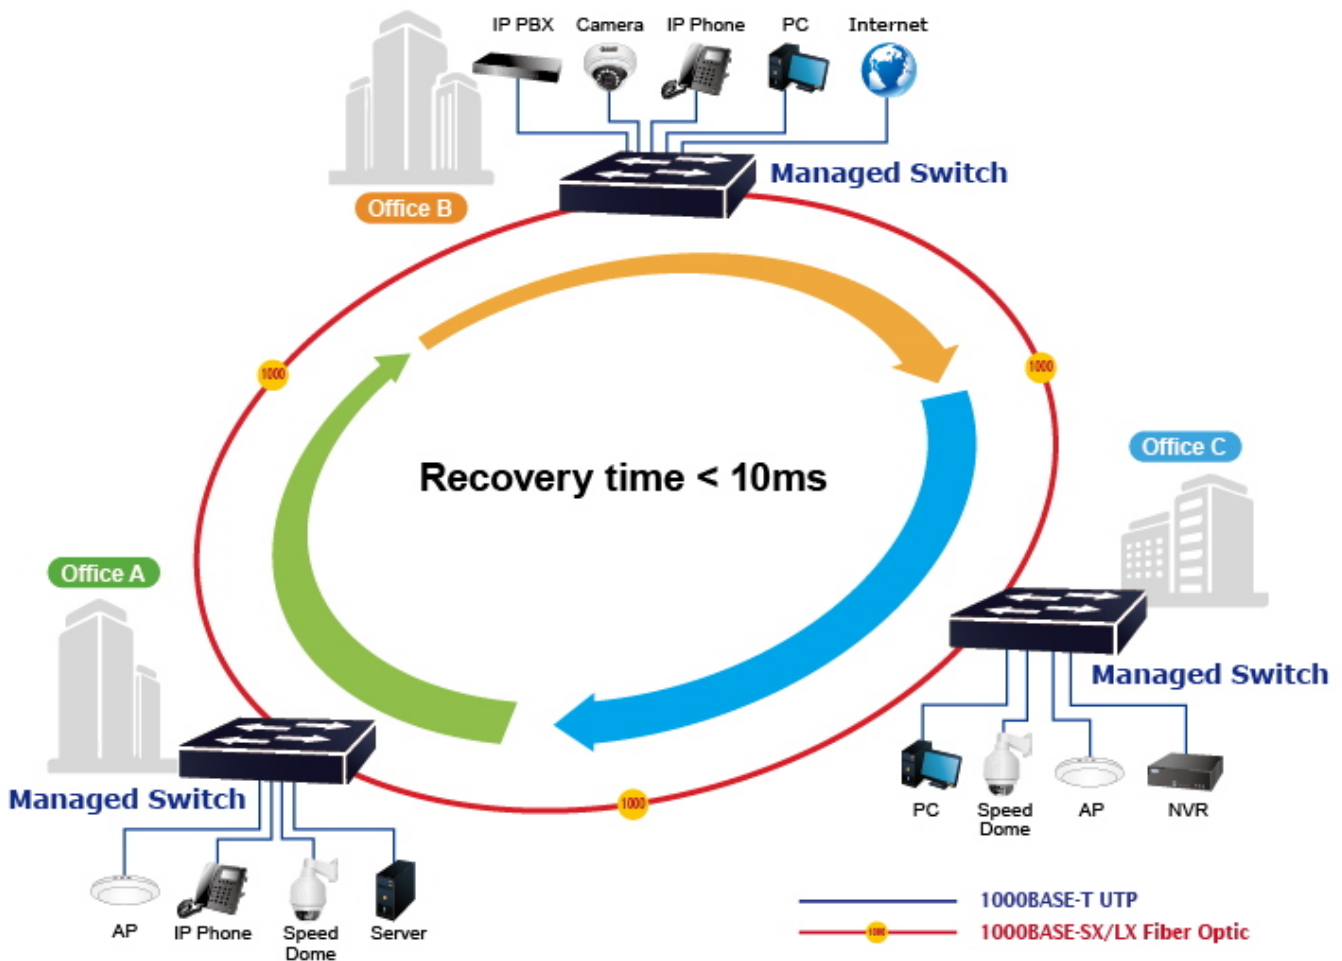 IP PBX
Camera
IP Phone
PC
Internet
Managed Switch
Office B
1000
1000
Office C
Recovery time < 10ms
Office A
Managed Switch
Managed Switch
PC
Speed
Dome
AP
NVR
1000
AP
IP Phone
Speed
Dome
Server
1000BASE-T UTP
1000
1000BASE-SX/LX Fiber Optic